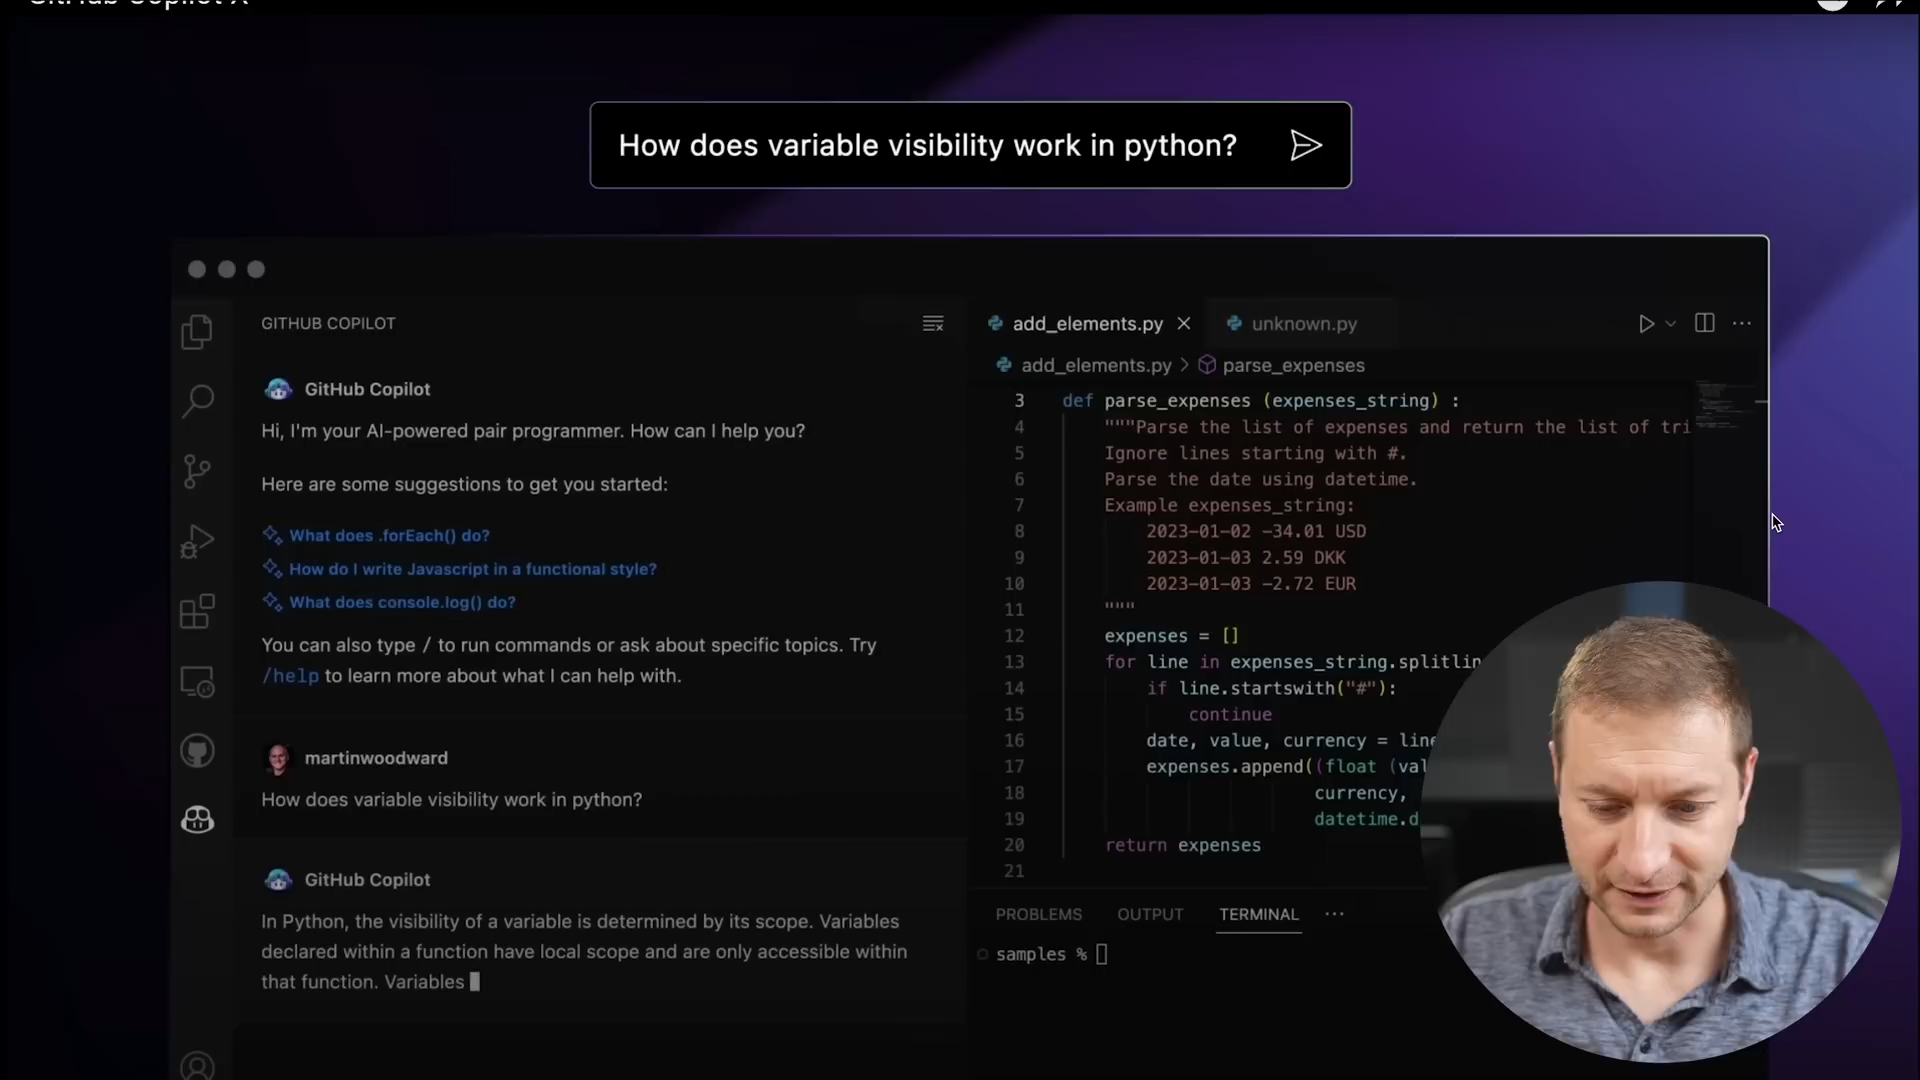 GitHub Copilot X
How does variable visibility work in python?
GITHUB COPILOT
GitHub Copilot
Hi, I'm your AI-powered pair programmer. How can I help you?
Here are some suggestions to get you started:
What does .forEach() do?
How do I write Javascript in a functional style?
What does console.log() do?
You can also type / to run commands or ask about specific topics. Try
/help to learn more about what I can help with.
martinwoodward
How does variable visibility work in python?
GitHub Copilot
In Python, the visibility of a variable is determined by its scope. Variables
declared within a function have local scope and are only accessible within
that function. Variables
add_elements.py
unknown.py
add_elements.py > parse_expenses
3 def parse_expenses (expenses_string) :
4 """Parse the list of expenses and return the list of tri
5 Ignore lines starting with #.
6 Parse the date using datetime.
7 Example expenses_string:
8 2023-01-02 -34.01 USD
9 2023-01-03 2.59 DKK
10 2023-01-03 -2.72 EUR
11 """
12 expenses = []
13 for line in expenses_string.splitlin
14 if line.startswith("#"):
15 continue
16 date, value, currency = line
17 expenses.append((float (val
18 currency,
19 datetime.d
20 return expenses
21
PROBLEMS OUTPUT TERMINAL ...
samples %